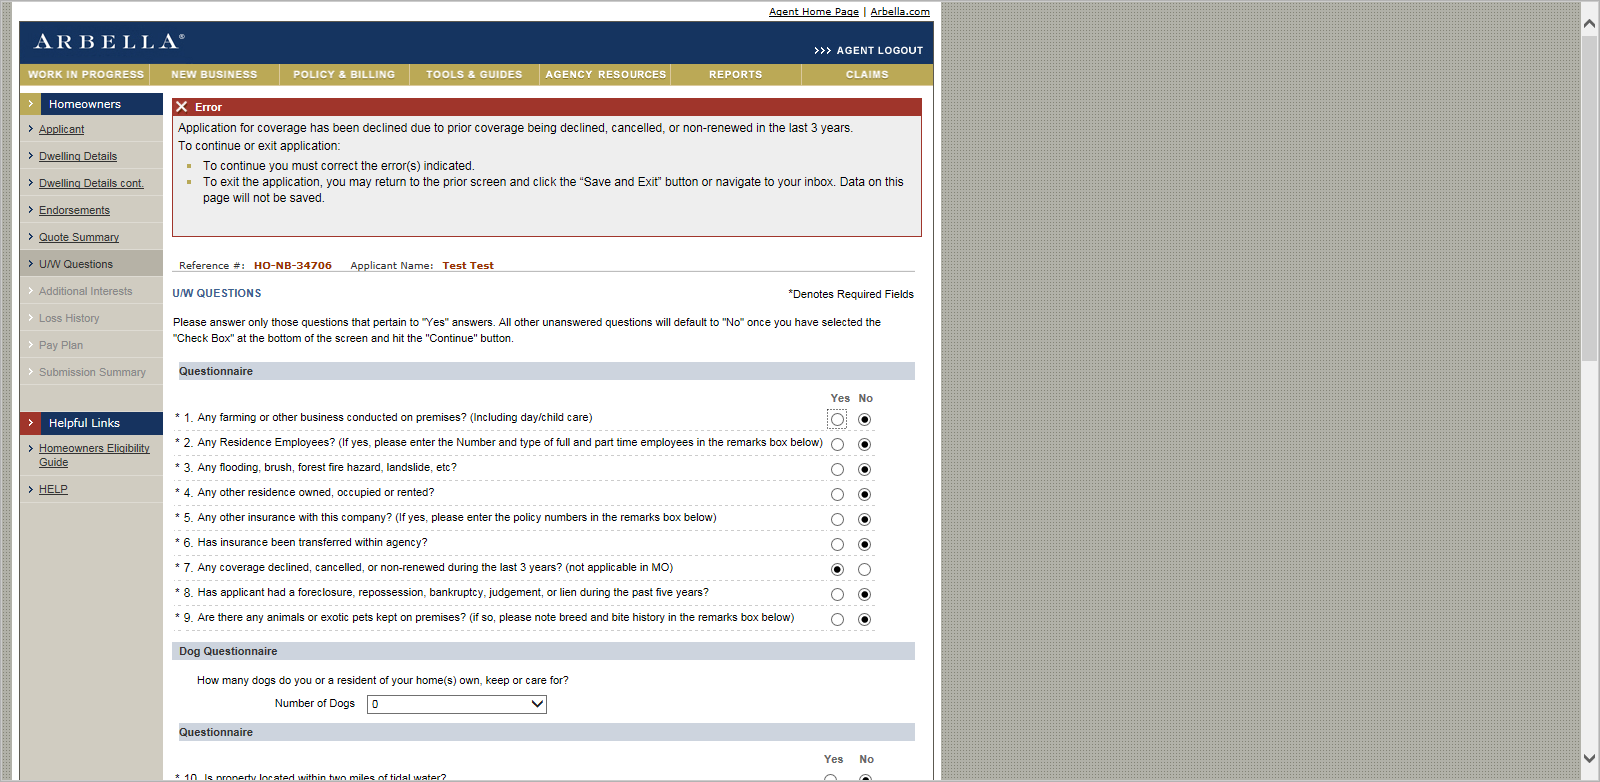 Agent Home Page | Arbella.com
ARBELLA®
>>> AGENT LOGOUT
WORK IN PROGRESS NEW BUSINESS POLICY & BILLING TOOLS & GUIDES AGENCY RESOURCES REPORTS CLAIMS
Homeowners
Applicant
Dwelling Details
Dwelling Details cont.
Endorsements
Quote Summary
U/W Questions
Additional Interests
Loss History
Pay Plan
Submission Summary
Helpful Links
Homeowners Eligibility
Guide
HELP
Error
Application for coverage has been declined due to prior coverage being declined, cancelled, or non-renewed in the last 3 years.
To continue or exit application:
To continue you must correct the error(s) indicated.
To exit the application, you may return to the prior screen and click the “Save and Exit” button or navigate to your inbox. Data on this
page will not be saved.
Reference #: HO-NB-34706 Applicant Name: Test Test
U/W QUESTIONS
*Denotes Required Fields
Please answer only those questions that pertain to "Yes" answers. All other unanswered questions will default to "No" once you have selected the
"Check Box" at the bottom of the screen and hit the "Continue" button.
Questionnaire
Yes No
* 1. Any farming or other business conducted on premises? (Including day/child care)
* 2. Any Residence Employees? (If yes, please enter the Number and type of full and part time employees in the remarks box below)
* 3. Any flooding, brush, forest fire hazard, landslide, etc?
* 4. Any other residence owned, occupied or rented?
* 5. Any other insurance with this company? (If yes, please enter the policy numbers in the remarks box below)
* 6. Has insurance been transferred within agency?
* 7. Any coverage declined, cancelled, or non-renewed during the last 3 years? (not applicable in MO)
* 8. Has applicant had a foreclosure, repossession, bankruptcy, judgement, or lien during the past five years?
* 9. Are there any animals or exotic pets kept on premises? (if so, please note breed and bite history in the remarks box below)
Dog Questionnaire
How many dogs do you or a resident of your home(s) own, keep or care for?
Number of Dogs 0
Questionnaire
Yes No
* 10. Is property located within two miles of tidal water?